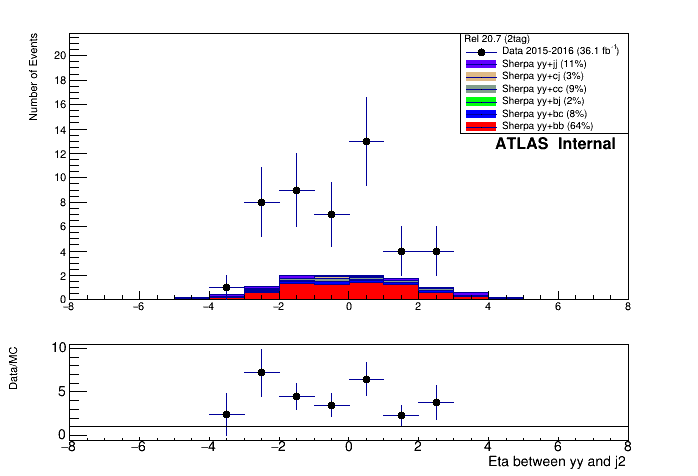 Rel 20.7 (2tag)
Data 2015-2016 (36.1 fb⁻¹)
Sherpa yy+jj (11%)
Sherpa yy+cj (3%)
Sherpa yy+cc (9%)
Sherpa yy+bj (2%)
Sherpa yy+bc (8%)
Sherpa yy+bb (64%)
ATLAS Internal
Number of Events
20
18
16
14
12
10
8
6
4
2
0
−8 −6 −4 −2 0 2 4 6 8
Data/MC
10
5
0
−8 −6 −4 −2 0 2 4 6 8
Eta between yy and j2